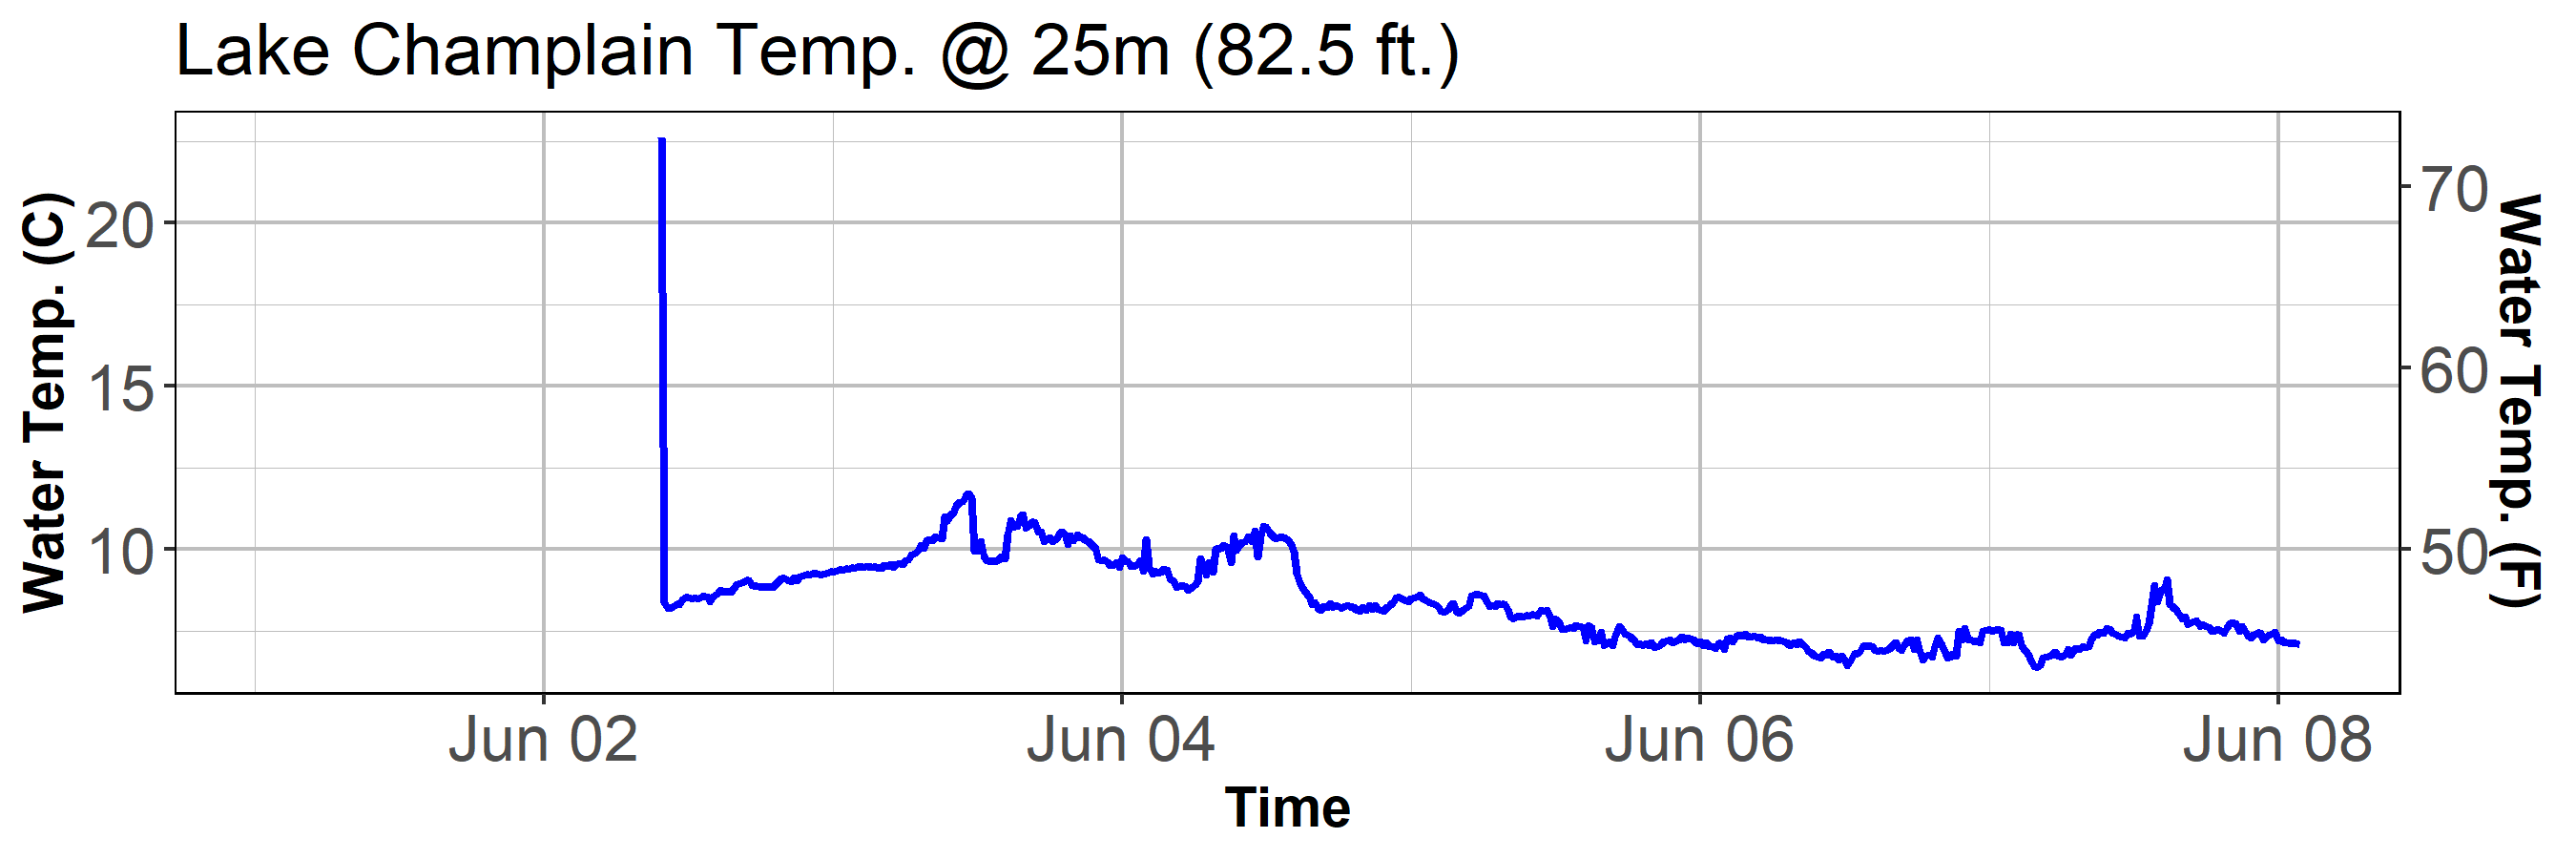 Lake Champlain Temp. @ 25m (82.5 ft.)
Water Temp. (C)
20
15
10
70
60
50
Water Temp. (F)
Jun 02 Jun 04 Jun 06 Jun 08
Time